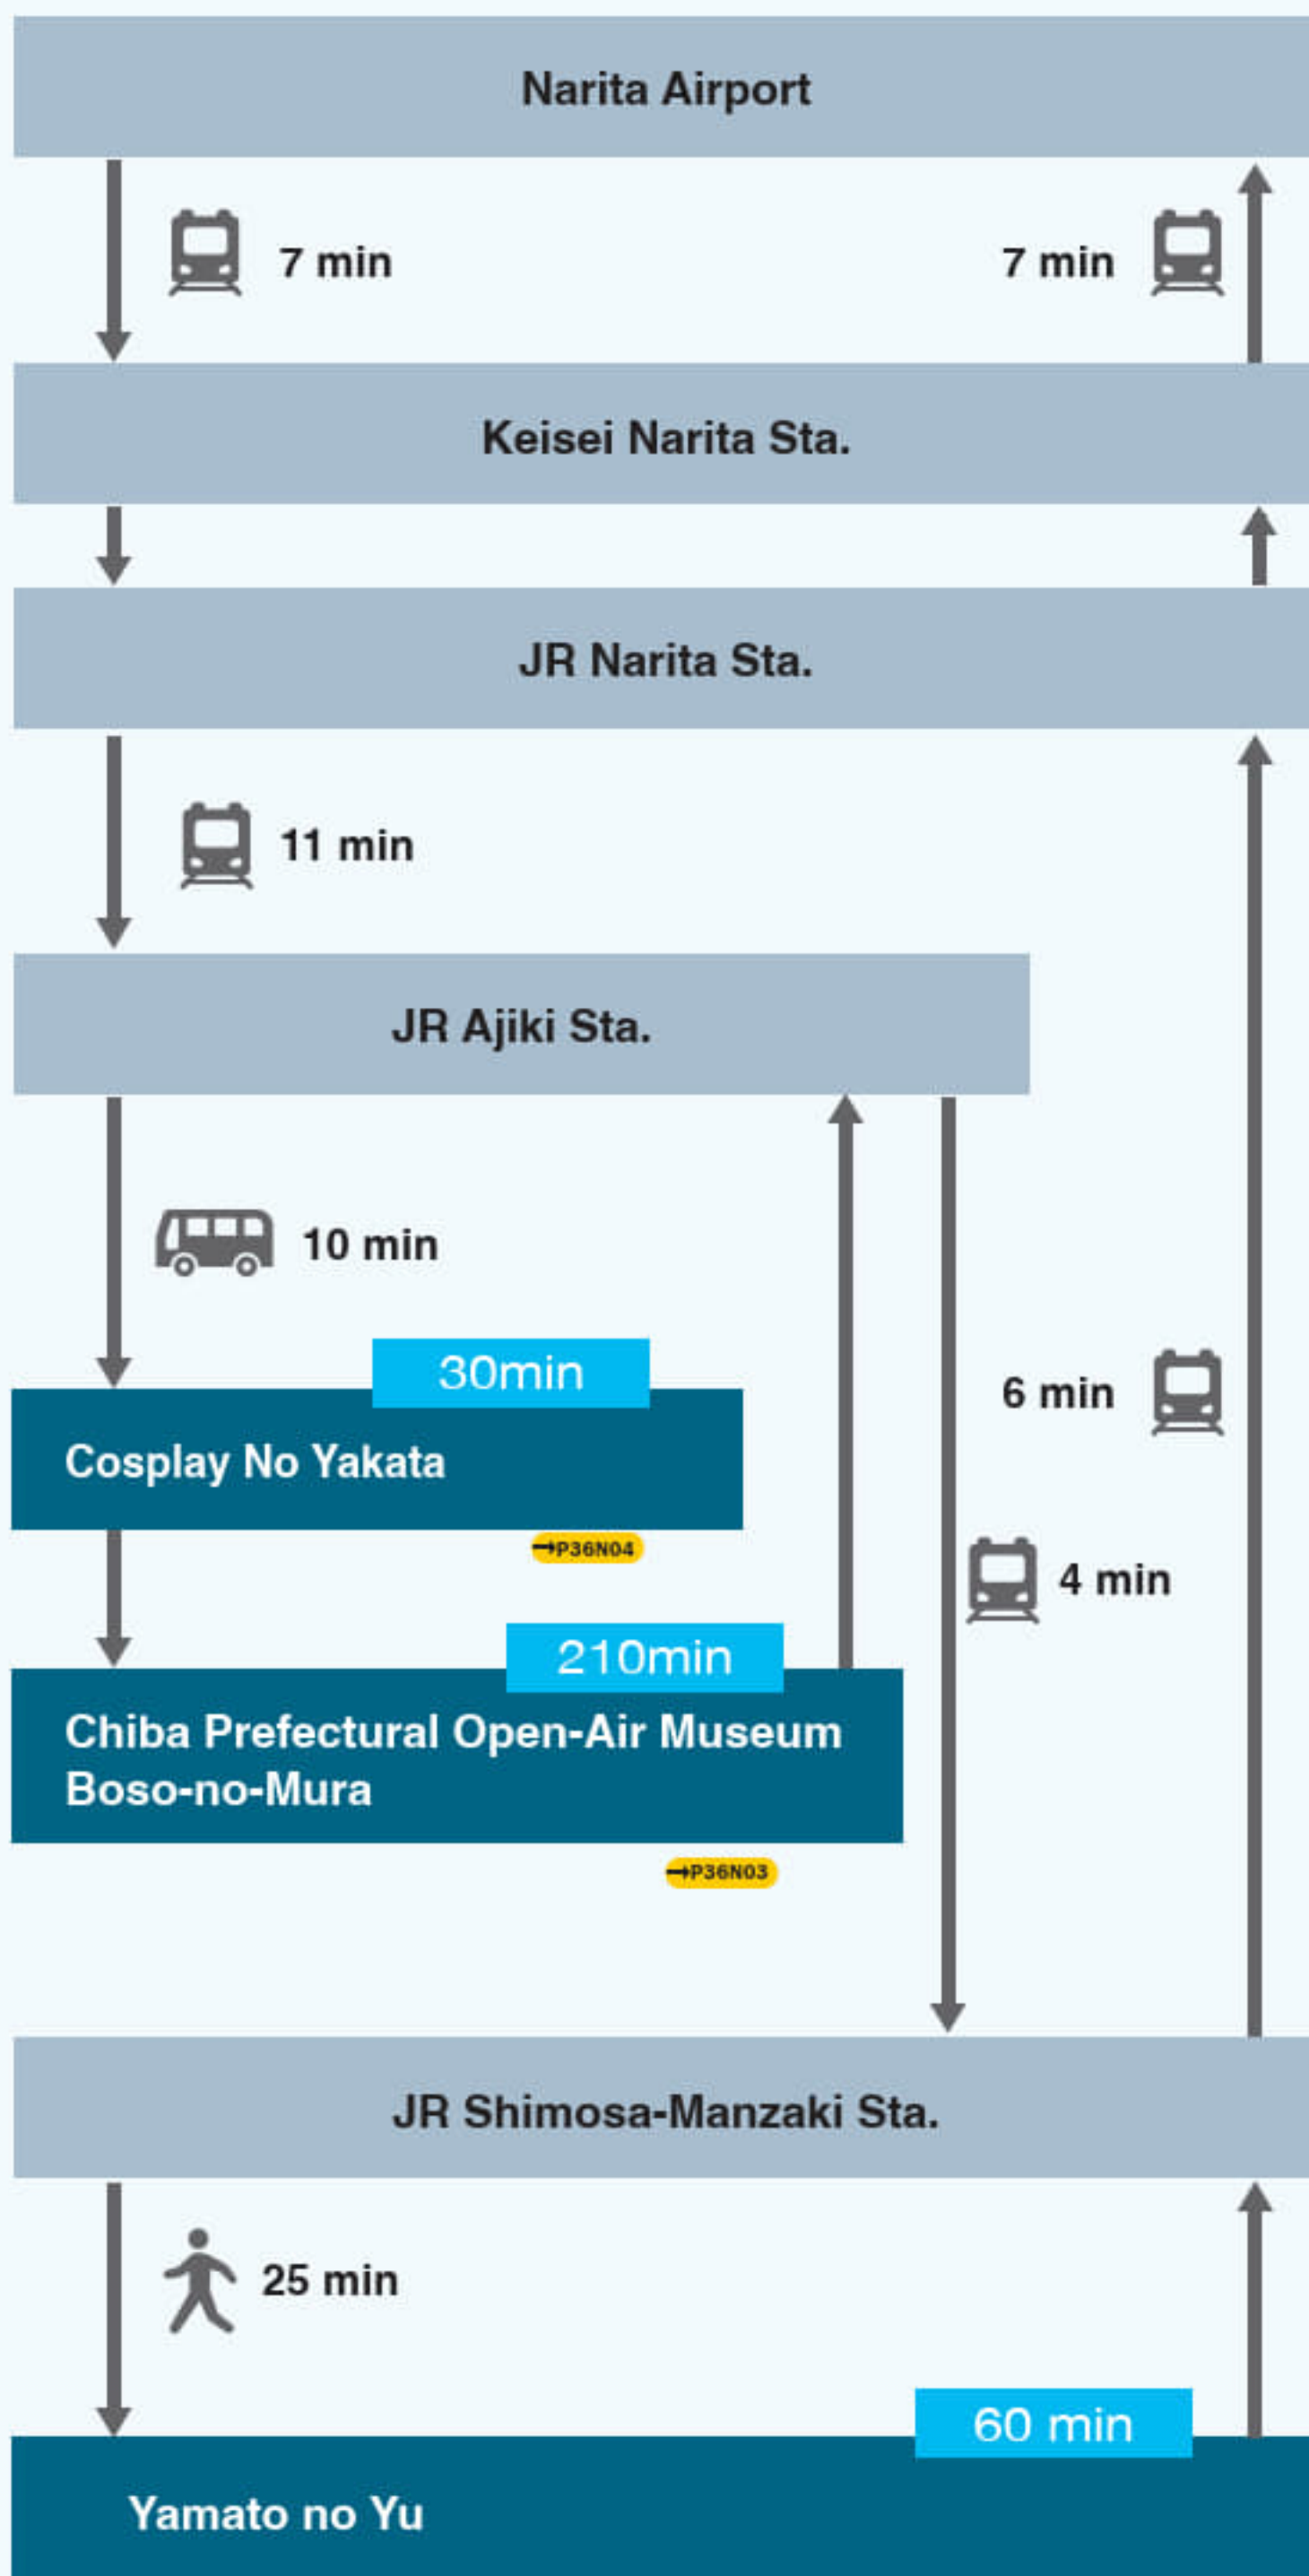 Narita Airport
7 min
7 min
Keisei Narita Sta.
JR Narita Sta.
11 min
JR Ajiki Sta.
10 min
30min
Cosplay No Yakata
→P36N04
6 min
4 min
210min
Chiba Prefectural Open-Air Museum
Boso-no-Mura
→P36N03
JR Shimosa-Manzaki Sta.
25 min
60 min
Yamato no Yu